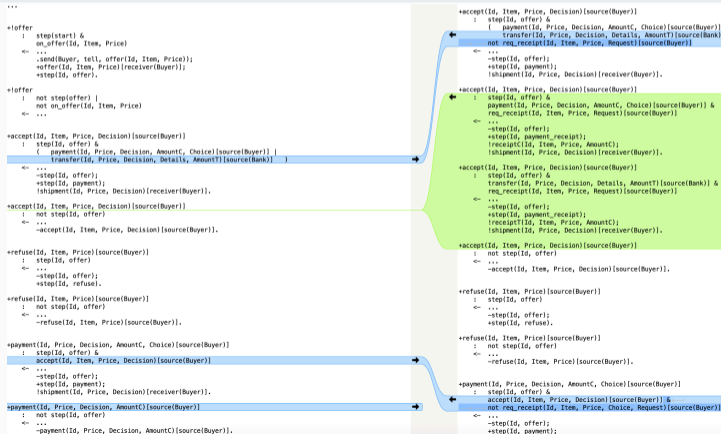 ...
+!offer
: step(start) &
on_offer(Id, Item, Price)
<- ...
.send(Buyer, tell, offer(Id, Item, Price));
+offer(Id, Item, Price)[receiver(Buyer)];
+step(Id, offer).
+!offer
: not step(offer) |
not on_offer(Id, Item, Price)
<- ...
+accept(Id, Item, Price, Decision)[source(Buyer)]
: step(Id, offer) &
( payment(Id, Price, Decision, AmountC, Choice)[source(Buyer)] |
transfer(Id, Price, Decision, Details, AmountT)[source(Bank)] )
<- ...
-step(Id, offer);
+step(Id, payment);
!shipment(Id, Price, Decision)[receiver(Buyer)].
+accept(Id, Item, Price, Decision)[source(Buyer)]
: not step(Id, offer)
<- ...
-accept(Id, Item, Price, Decision)[source(Buyer)].
+refuse(Id, Item, Price)[source(Buyer)]
: step(Id, offer)
<- ...
-step(Id, offer);
+step(Id, refuse).
+refuse(Id, Item, Price)[source(Buyer)]
: not step(Id, offer)
<- ...
-refuse(Id, Item, Price)[source(Buyer)].
+payment(Id, Price, Decision, AmountC, Choice)[source(Buyer)]
: step(Id, offer) &
accept(Id, Item, Price, Decision)[source(Buyer)]
<- ...
-step(Id, offer);
+step(Id, payment);
!shipment(Id, Item, Decision)[receiver(Buyer)].
+payment(Id, Price, Decision, AmountC)[source(Buyer)]
: not step(Id, offer)
<- ...
-payment(Id, Price, Decision, AmountC)[source(Buyer)].
+accept(Id, Item, Price, Decision)[source(Buyer)]
: step(Id, offer) &
( payment(Id, Price, Decision, AmountC, Choice)[source(Buyer)]
transfer(Id, Price, Decision, Details, AmountT)[source(Bank)]
not req_receipt(Id, Item, Price, Request)[source(Buyer)]
<- ...
-step(Id, offer);
+step(Id, payment);
!shipment(Id, Item, Price, Decision)[receiver(Buyer)].
+accept(Id, Item, Price, Decision)[source(Buyer)]
: step(Id, offer) &
payment(Id, Price, Decision, AmountC, Choice)[source(Buyer)] &
req_receipt(Id, Item, Price, Request)[source(Buyer)]
<- ...
-step(Id, offer);
+step(Id, payment_receipt);
!receiptC(Id, Item, Price, AmountC);
!shipment(Id, Item, Price, Decision)[receiver(Buyer)].
+accept(Id, Item, Price, Decision)[source(Buyer)]
: step(Id, offer) &
transfer(Id, Price, Decision, Details, AmountT)[source(Bank)] &
req_receipt(Id, Item, Price, Request)[source(Buyer)]
<- ...
-step(Id, offer);
+step(Id, payment_receipt);
!receiptT(Id, Item, Price, AmountC);
!shipment(Id, Item, Price, Decision)[receiver(Buyer)].
+accept(Id, Item, Price, Decision)[source(Buyer)]
: not step(Id, offer)
<- ...
-accept(Id, Item, Price, Decision)[source(Buyer)].
+refuse(Id, Item, Price)[source(Buyer)]
: step(Id, offer)
<- ...
-step(Id, offer);
+step(Id, refuse).
+refuse(Id, Item, Price)[source(Buyer)]
: not step(Id, offer)
<- ...
-refuse(Id, Item, Price)[source(Buyer)].
+payment(Id, Price, Decision, AmountC, Choice)[source(Buyer)]
: step(Id, offer) &
accept(Id, Item, Price, Decision)[source(Buyer)] &
not req_receipt(Id, Item, Price, Choice, Request)[source(Buyer)]
<- ...
-step(Id, offer);
+step(Id, payment);